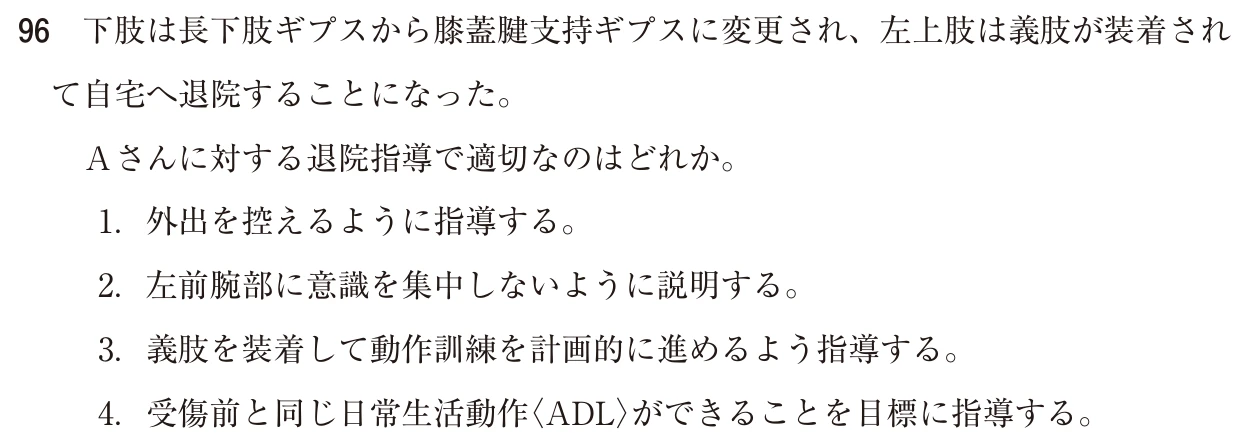 96 下肢は長下肢ギプスから膝蓋腱支持ギプスに変更され、左上肢は義肢が装着され
て自宅へ退院することになった。
Aさんに対する退院指導で適切なのはどれか。
1. 外出を控えるように指導する。
2. 左前腕部に意識を集中しないように説明する。
3. 義肢を装着して動作訓練を計画的に進めるよう指導する。
4. 受傷前と同じ日常生活動作〈ADL〉ができることを目標に指導する。